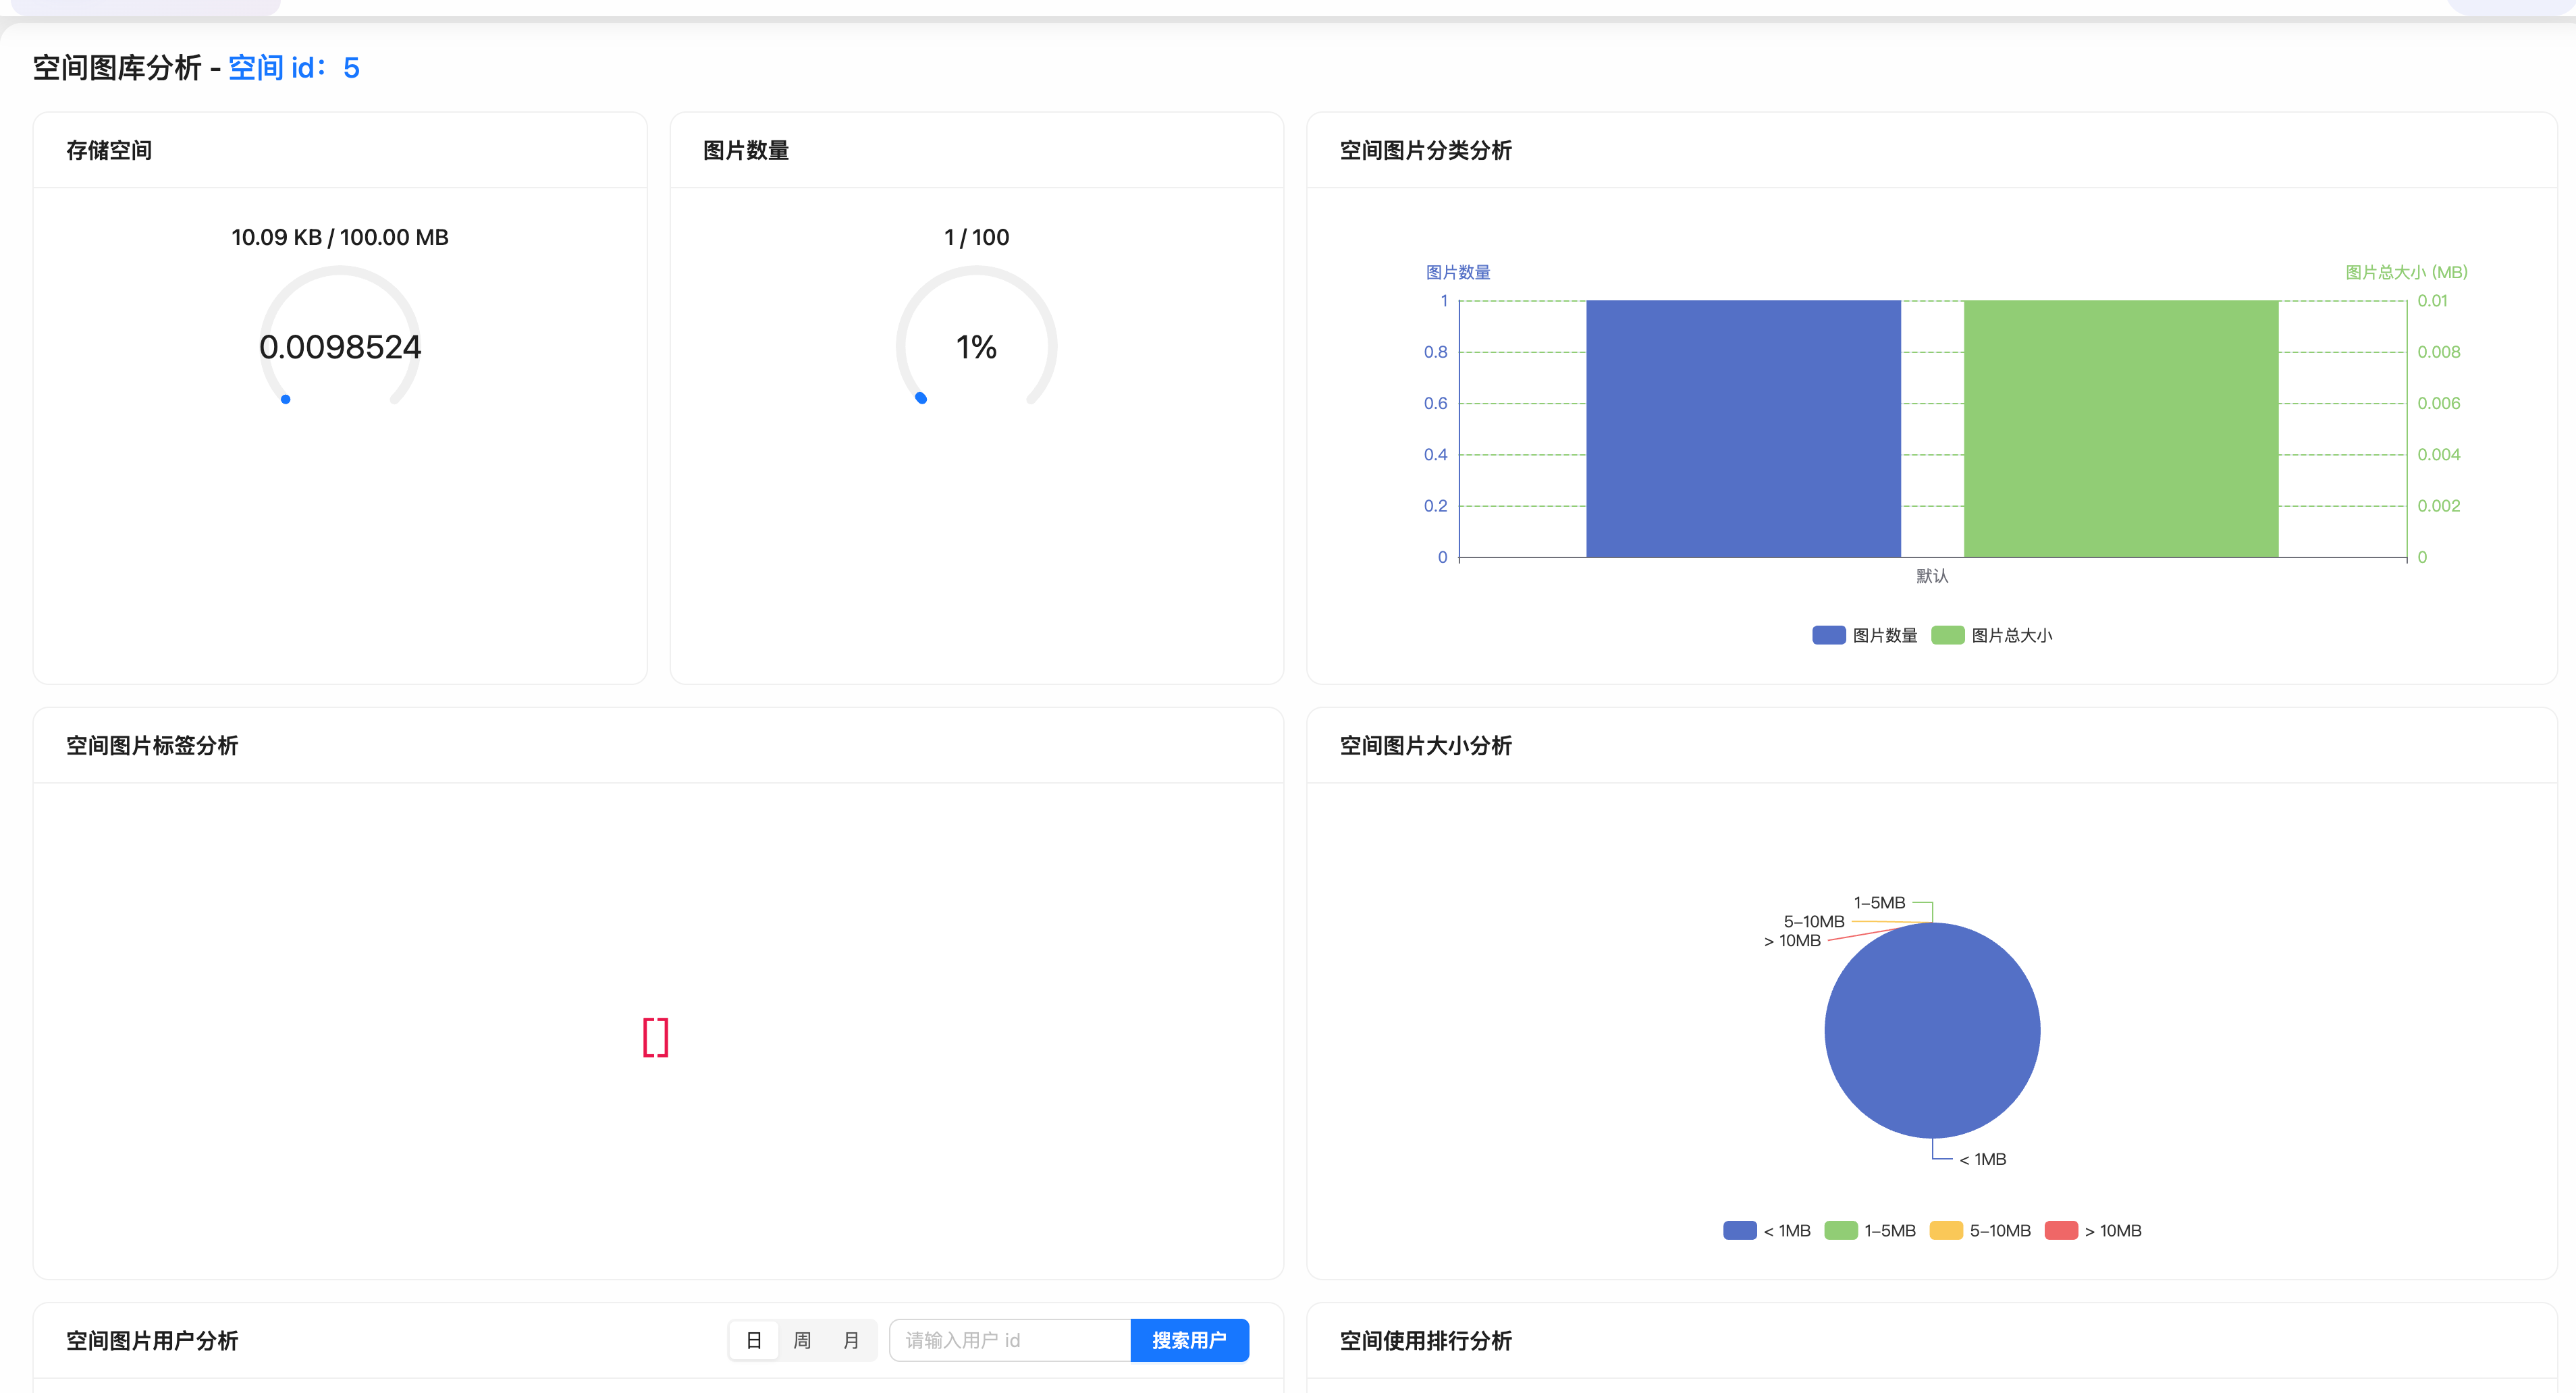 空间图库分析 - 空间 id：5
存储空间
10.09 KB / 100.00 MB
0.0098524
图片数量
1 / 100
1%
空间图片分类分析
图片数量
图片总大小 (MB)
1
0.8
0.6
0.4
0.2
0
0.01
0.008
0.006
0.004
0.002
0
默认
图片数量 图片总大小
空间图片标签分析
[]
空间图片大小分析
1–5MB
5–10MB
> 10MB
< 1MB
< 1MB 1–5MB 5–10MB > 10MB
空间图片用户分析
日 周 月
请输入用户 id
搜索用户
空间使用排行分析